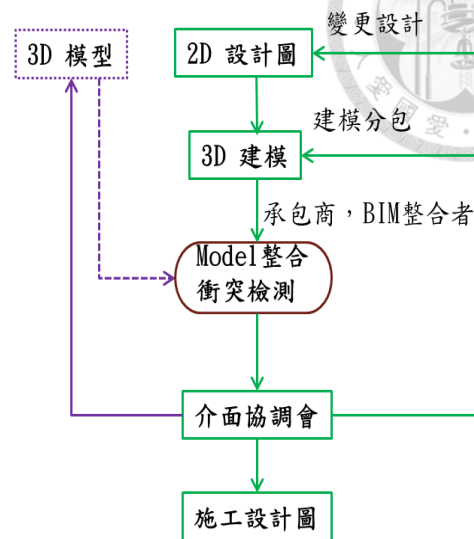 變更設計
3D 模型
2D 設計圖
建模分包
3D 建模
承包商，BIM整合者
Model整合
衝突檢測
介面協調會
施工設計圖